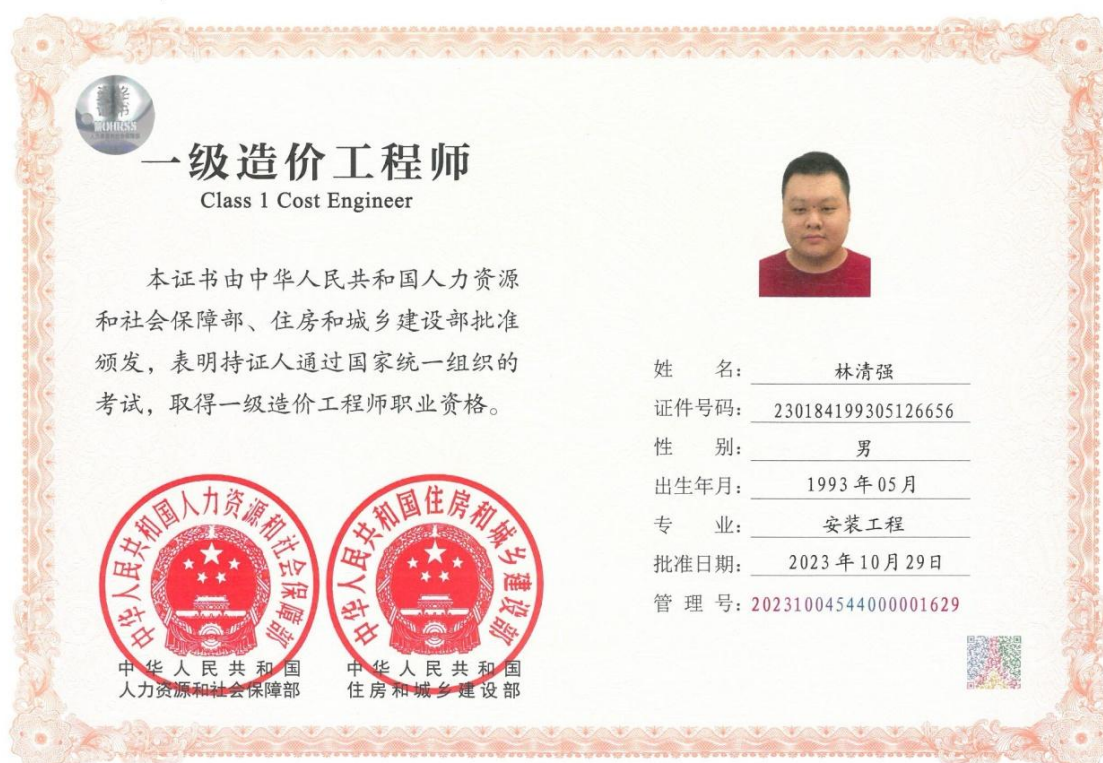 一级造价工程师
Class 1 Cost Engineer
本证书由中华人民共和国人力资源
和社会保障部、住房和城乡建设部批准
颁发，表明持证人通过国家统一组织的
考试，取得一级造价工程师职业资格。
中华人民共和国人力资源和社会保障部
中华人民共和国
人力资源和社会保障部
中华人民共和国住房和城乡建设部
中华人民共和国
住房和城乡建设部
姓 名：林清强
证件号码：230184199305126656
性 别：男
出生年月：1993年05月
专 业：安装工程
批准日期：2023年10月29日
管 理 号：20231004544000001629